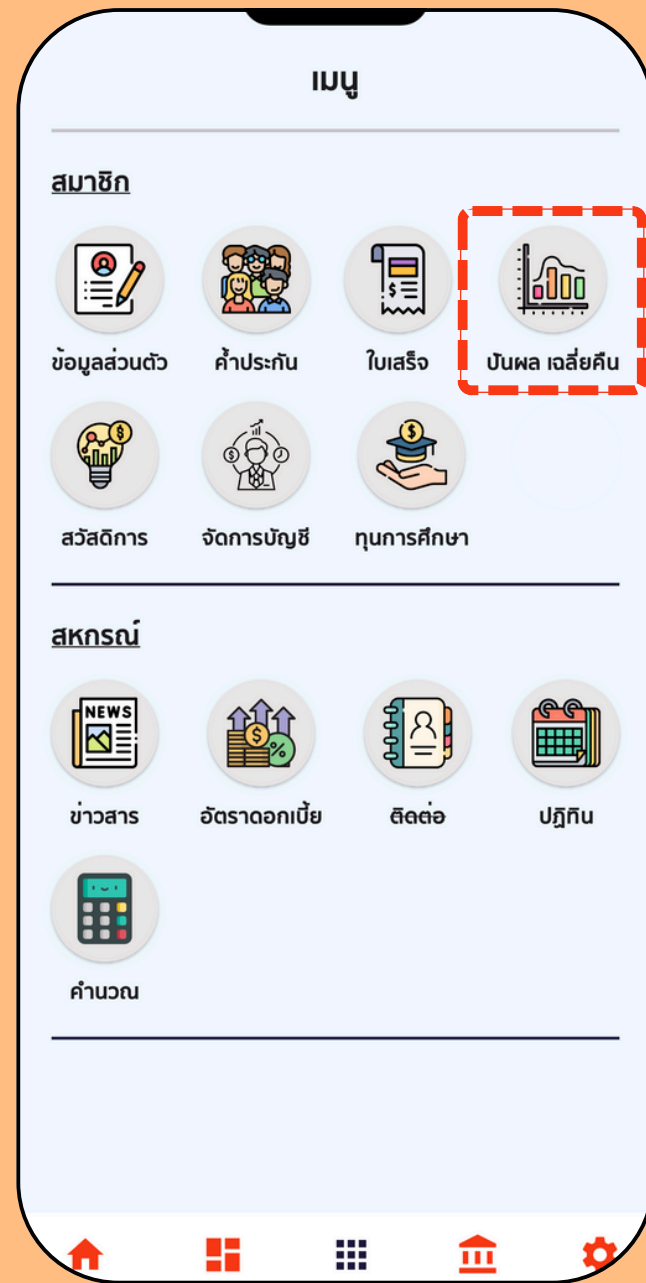 เมนู
สมาชิก
ข้อมูลส่วนตัว ค้ำประกัน ใบเสร็จ ปันผล เฉลี่ยคืน
สวัสดิการ จัดการบัญชี ทุนการศึกษา
สหกรณ์
NEWS
ข่าวสาร อัตราดอกเบี้ย ติดต่อ ปฏิทิน
คำนวณ